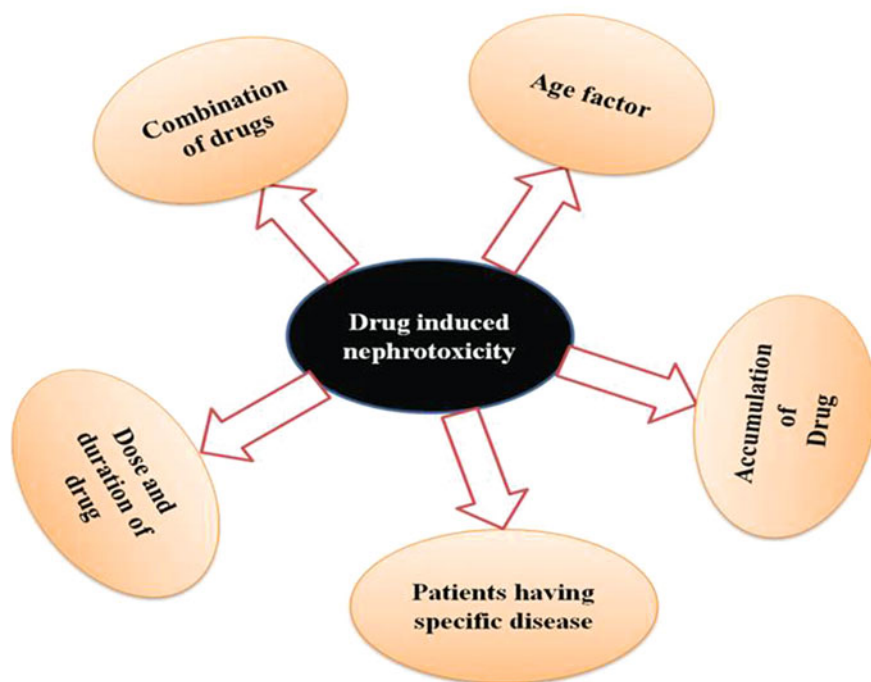 Combination
of drugs
Age factor
Drug induced
nephrotoxicity
Accumulation
of
Drug
Dose and
duration of
drug
Patients having
specific disease